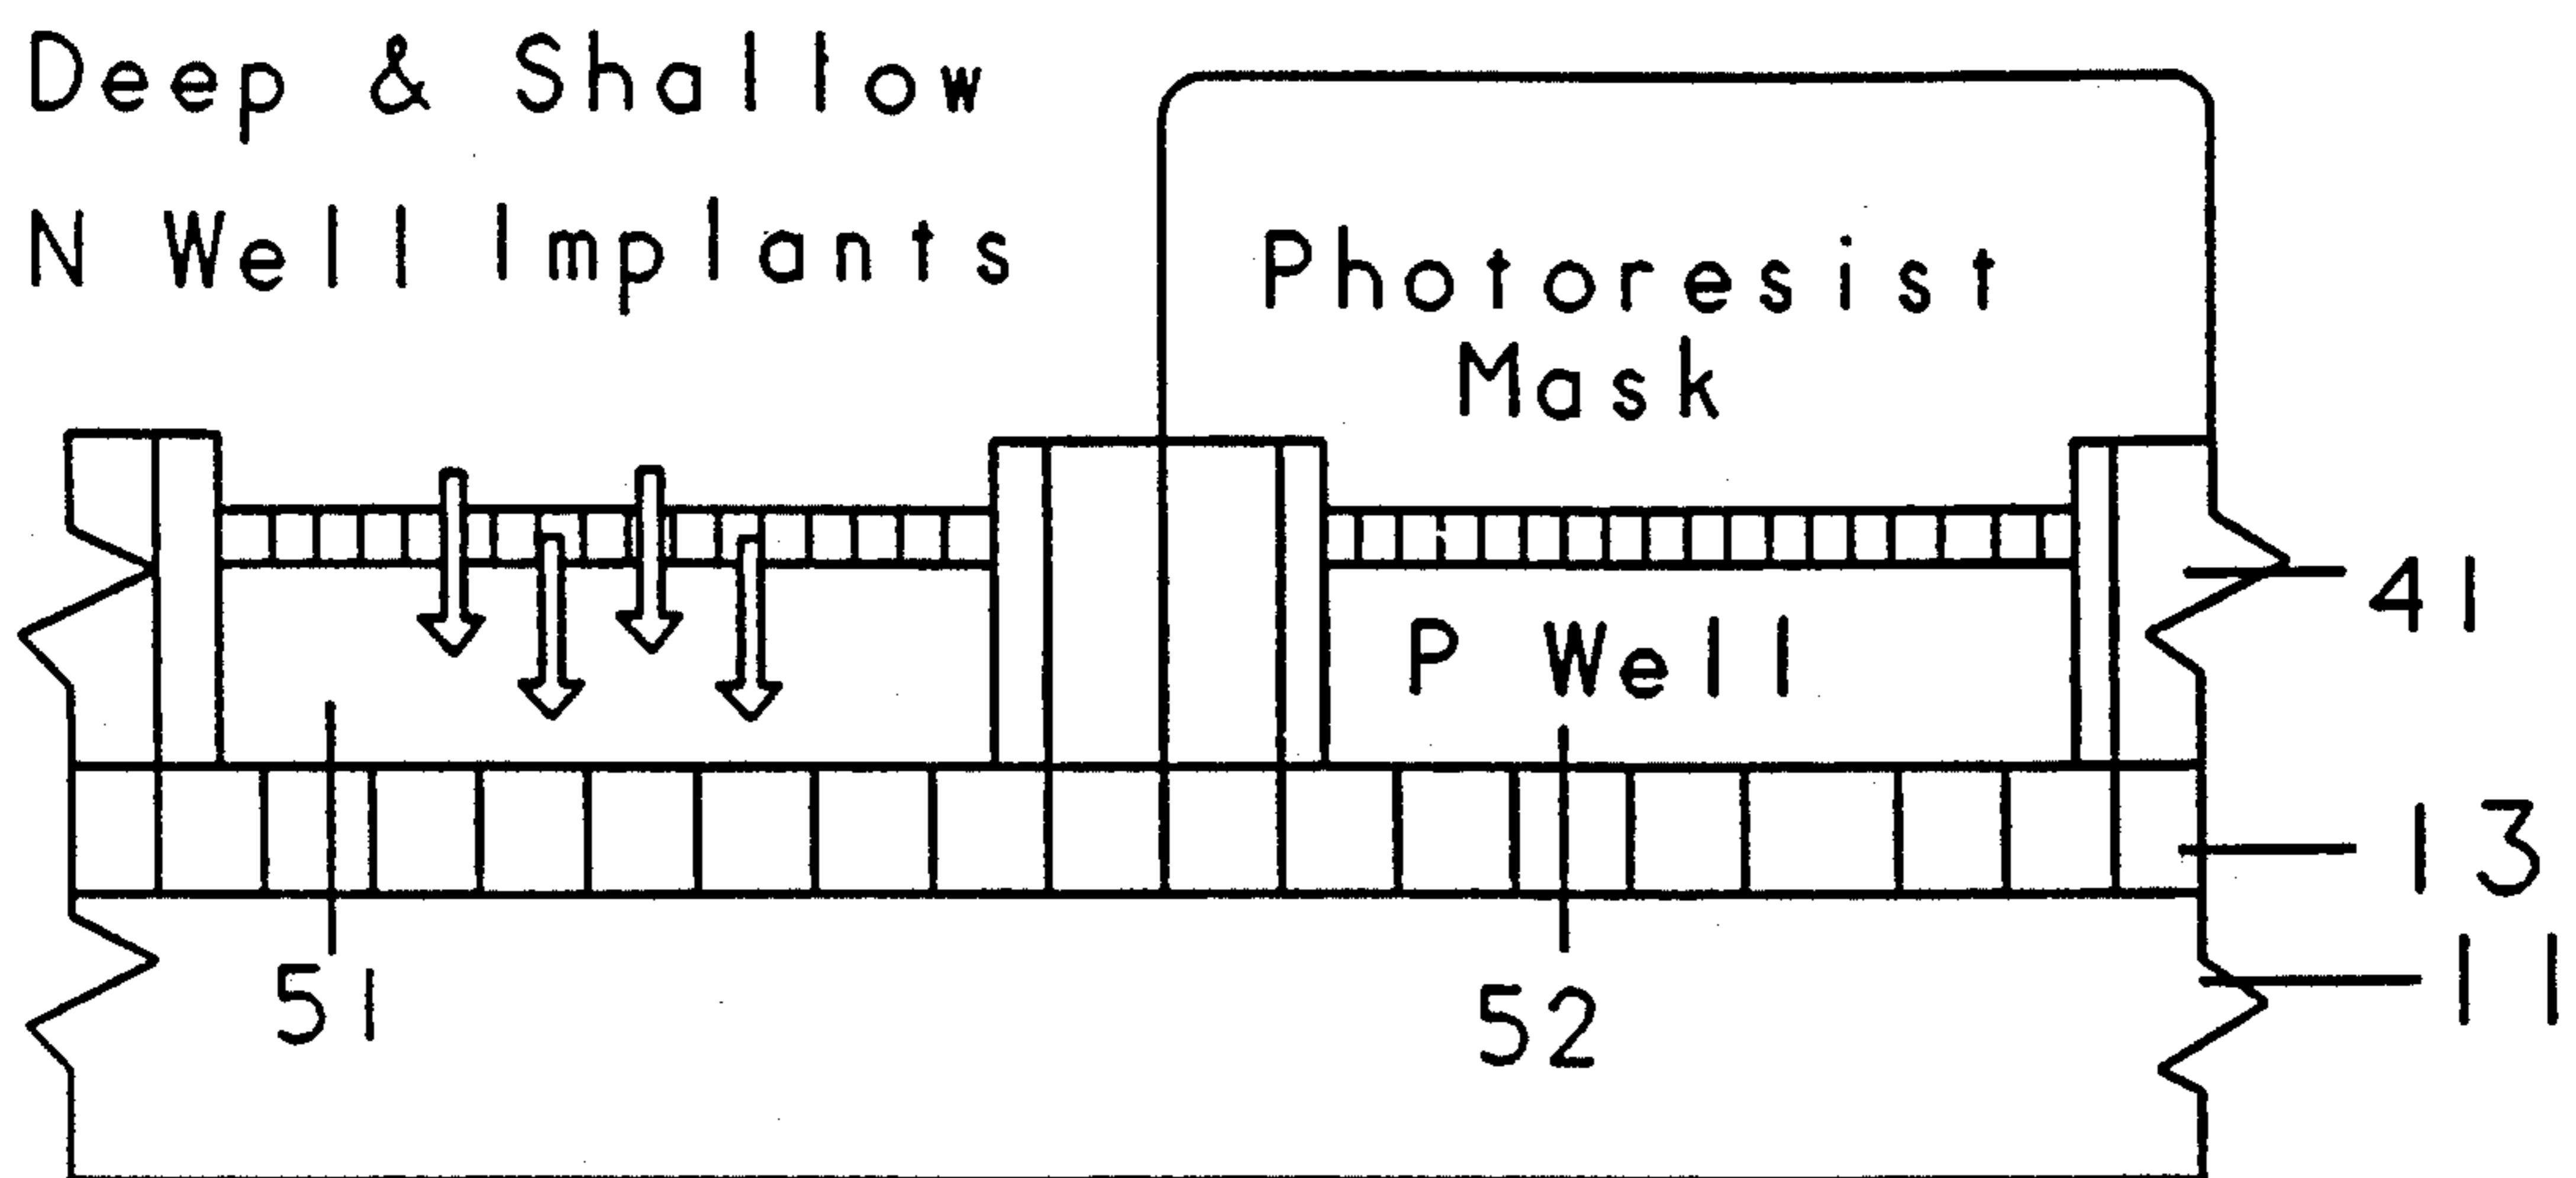 Deep & Shallow
N Well Implants
Photoresist
Mask
P Well
41
13
11
51
52